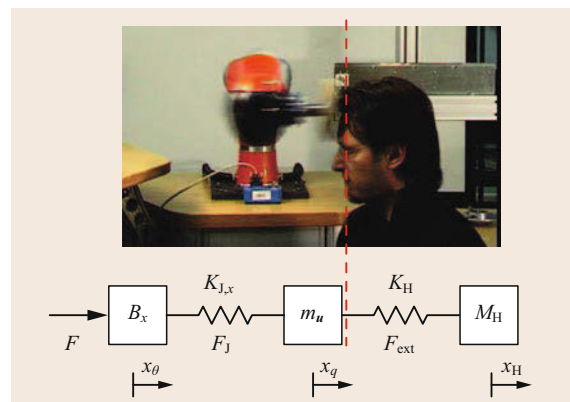 K_J,x K_H
F B_x m_u M_H
F_J F_ext
x_θ x_q x_H